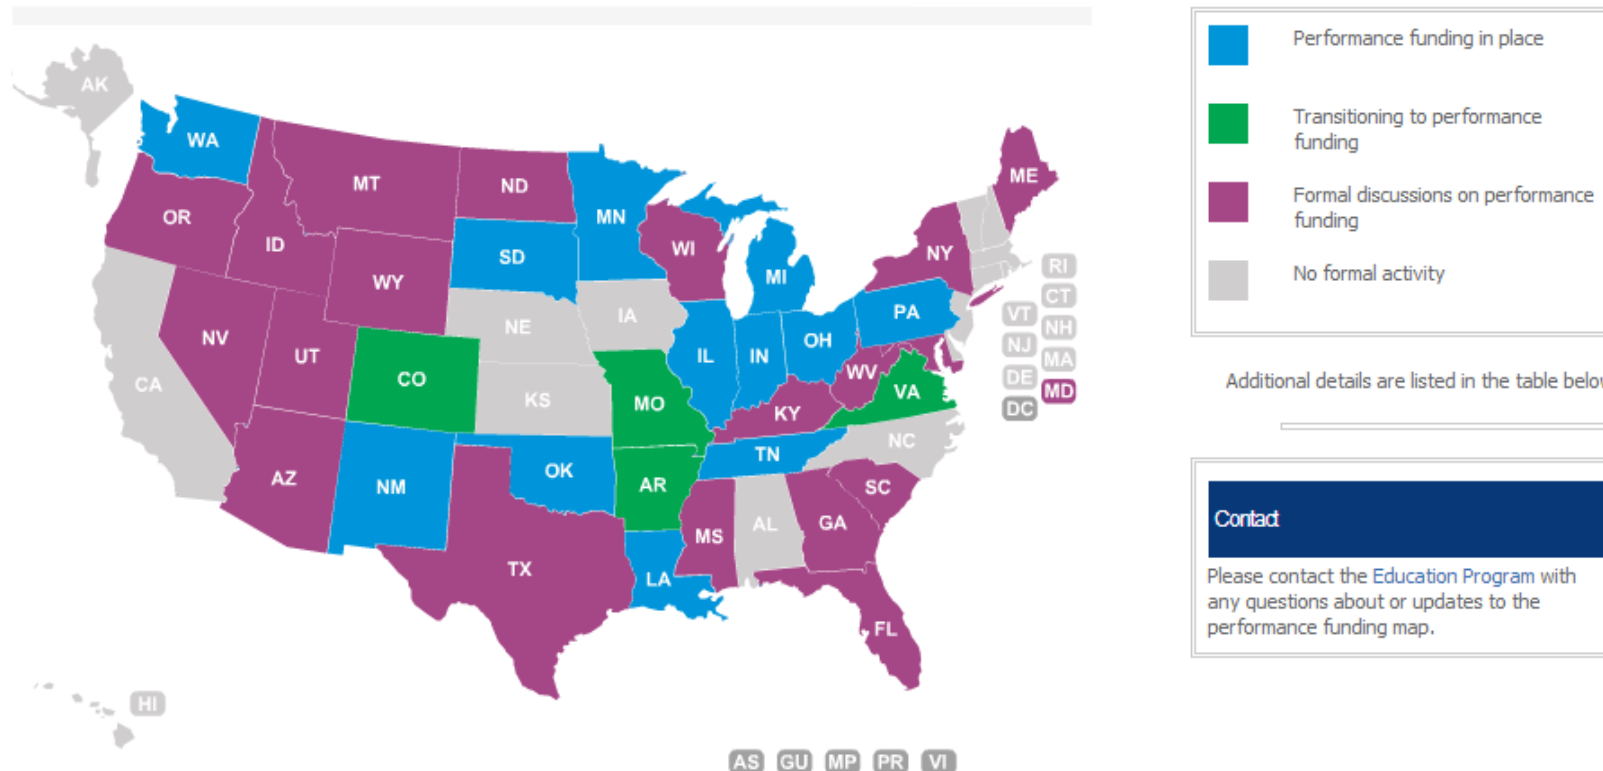 AK
WA
MT
ND
MN
ME
OR
ID
SD
WI
MI
NY
WY
RI
CT
VT
NH
NJ
MA
DE
MD
DC
NV
UT
CO
NE
IA
IL
IN
OH
PA
CA
KS
MO
KY
WV
VA
AZ
NM
OK
AR
TN
NC
SC
TX
LA
MS
AL
GA
FL
HI
AS GU MP PR VI
Performance funding in place
Transitioning to performance
funding
Formal discussions on performance
funding
No formal activity
Additional details are listed in the table below
Contact
Please contact the Education Program with
any questions about or updates to the
performance funding map.